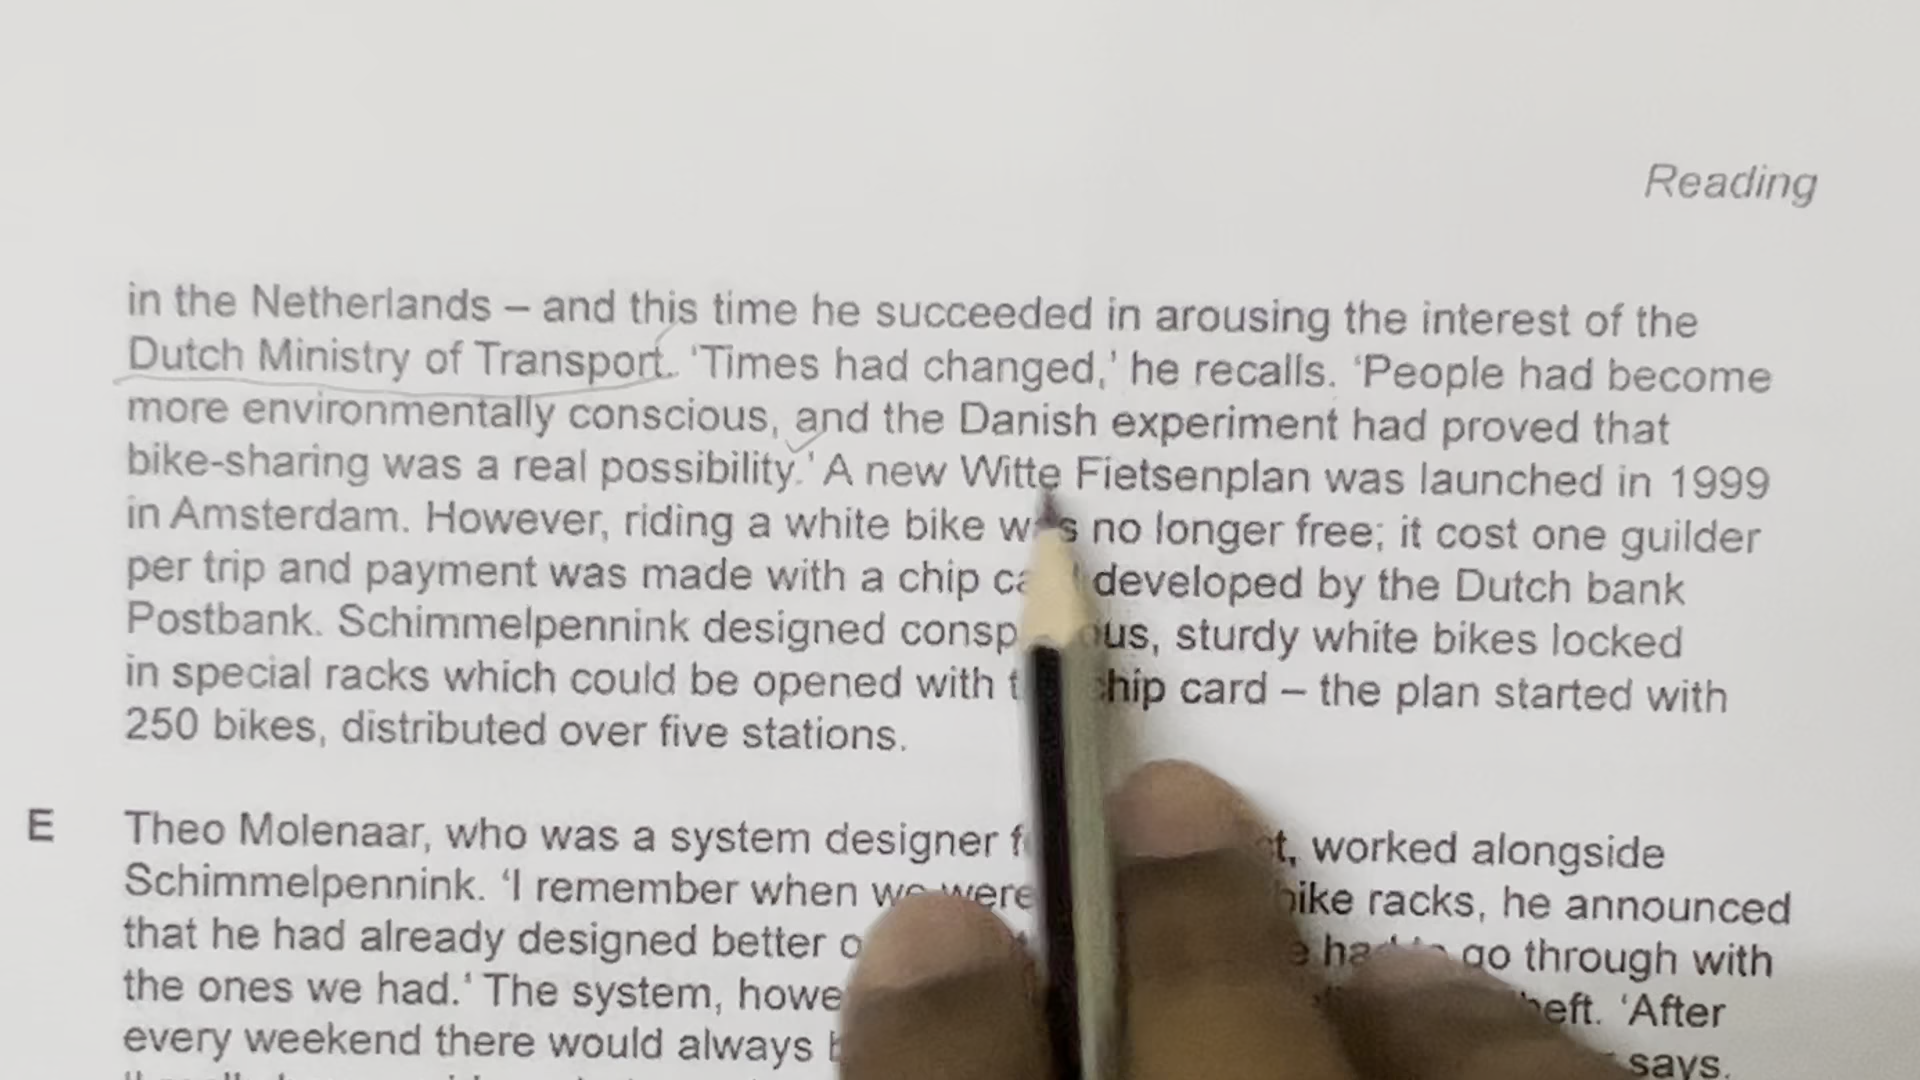 Reading
in the Netherlands – and this time he succeeded in arousing the interest of the
Dutch Ministry of Transport. 'Times had changed,' he recalls. 'People had become
more environmentally conscious, and the Danish experiment had proved that
bike-sharing was a real possibility.' A new Witte Fietsenplan was launched in 1999
in Amsterdam. However, riding a white bike was no longer free; it cost one guilder
per trip and payment was made with a chip developed by the Dutch bank
Postbank. Schimmelpennink designed sturdy white bikes locked
in special racks which could be opened with chip card – the plan started with
250 bikes, distributed over five stations.
E Theo Molenaar, who was a system designer worked alongside
Schimmelpennink. 'I remember when we were bike racks, he announced
that he had already designed better go through with
the ones we had.' The system, 'After
every weekend there would always says.